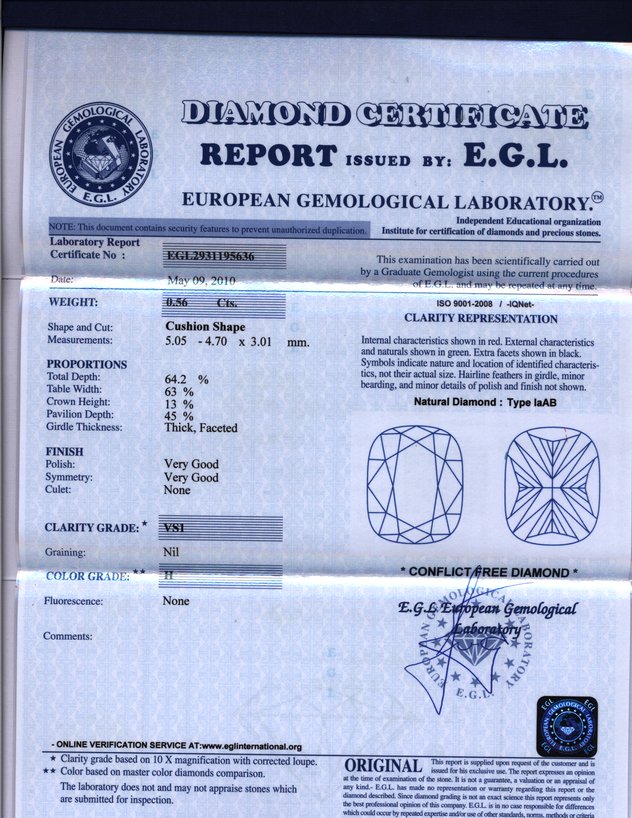 EUROPEAN GEMOLOGICAL LABORATORY
E.G.L.
DIAMOND CERTIFICATE
REPORT ISSUED BY: E.G.L.
EUROPEAN GEMOLOGICAL LABORATORY.™
Independent Educational organization
Institute for certification of diamonds and precious stones.
NOTE: This document contains security features to prevent unauthorized duplication.
Laboratory Report
Certificate No : EGL2931195636
Date: May 09, 2010
WEIGHT: 0.56 Cts.
Shape and Cut: Cushion Shape
Measurements: 5.05 - 4.70 x 3.01 mm.
PROPORTIONS
Total Depth: 64.2 %
Table Width: 63 %
Crown Height: 13 %
Pavilion Depth: 45 %
Girdle Thickness: Thick, Faceted
FINISH
Polish: Very Good
Symmetry: Very Good
Culet: None
CLARITY GRADE: * VS1
Graining: Nil
COLOR GRADE: ** H
Fluorescence: None
Comments:
This examination has been scientifically carried out
by a Graduate Gemologist using the current procedures
of E.G.L. and may be repeated at any time.
ISO 9001-2008 / -IQNet-
CLARITY REPRESENTATION
Internal characteristics shown in red. External characteristics
and naturals shown in green. Extra facets shown in black.
Symbols indicate nature and location of identified characteris-
tics, not their actual size. Hairline feathers in girdle, minor
bearding, and minor details of polish and finish not shown.
Natural Diamond : Type IaAB
* CONFLICT FREE DIAMOND *
E.G.L European Gemological
Laboratory
EUROPEAN GEMOLOGICAL LABORATORY
E.G.L.
EGL
EGL
EGL
EGL
E.G.L.
- ONLINE VERIFICATION SERVICE AT:www.eglinternational.org
* Clarity grade based on 10 X magnification with corrected loupe.
** Color based on master color diamonds comparison.
The laboratory does not and may not appraise stones which
are submitted for inspection.
ORIGINAL This report is supplied upon request of the customer and is
issued for his exclusive use. The report expresses an opinion
at the time of examination of the stone. It is not a guarantee, a valuation or an appraisal of
any kind.- E.G.L. has made no representation or warranty regarding this report or the
diamond described. Since diamond grading is not an exact science this report represents only
the best professional opinion of this company. E.G.L. is in no case responsible for differences
which could occur by repeated expertise and/or use of other standards, norms, methods or criteria